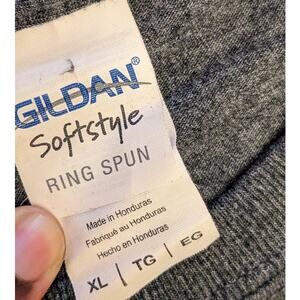 GILDAN®
Softstyle
RING SPUN
Made in Honduras
Fabriqué au Honduras
Hecho en Honduras
XL | TG | EG